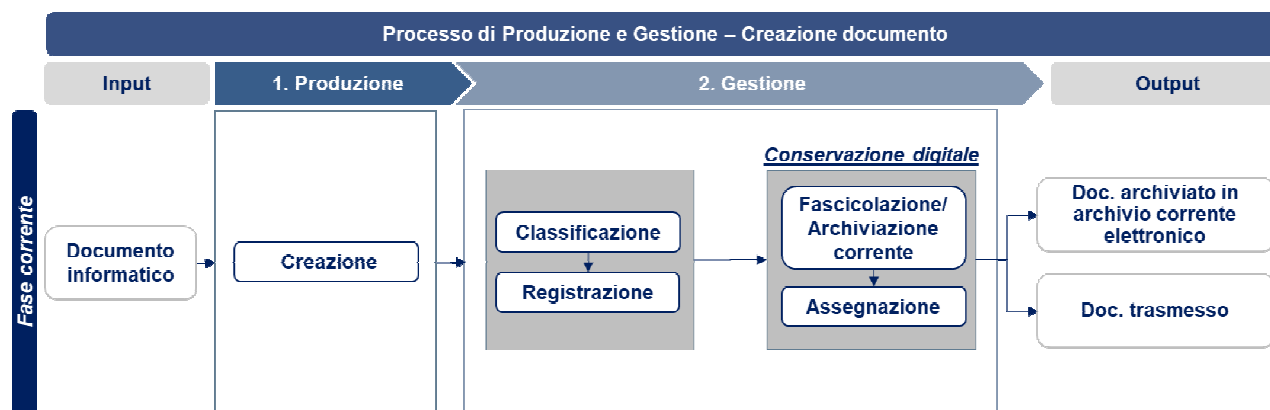 Processo di Produzione e Gestione – Creazione documento
Input
1. Produzione
2. Gestione
Output
Fase corrente
Documento
informatico
Creazione
Classificazione
Registrazione
Conservazione digitale
Fascicolazione/
Archiviazione
corrente
Assegnazione
Doc. archiviato in
archivio corrente
elettronico
Doc. trasmesso